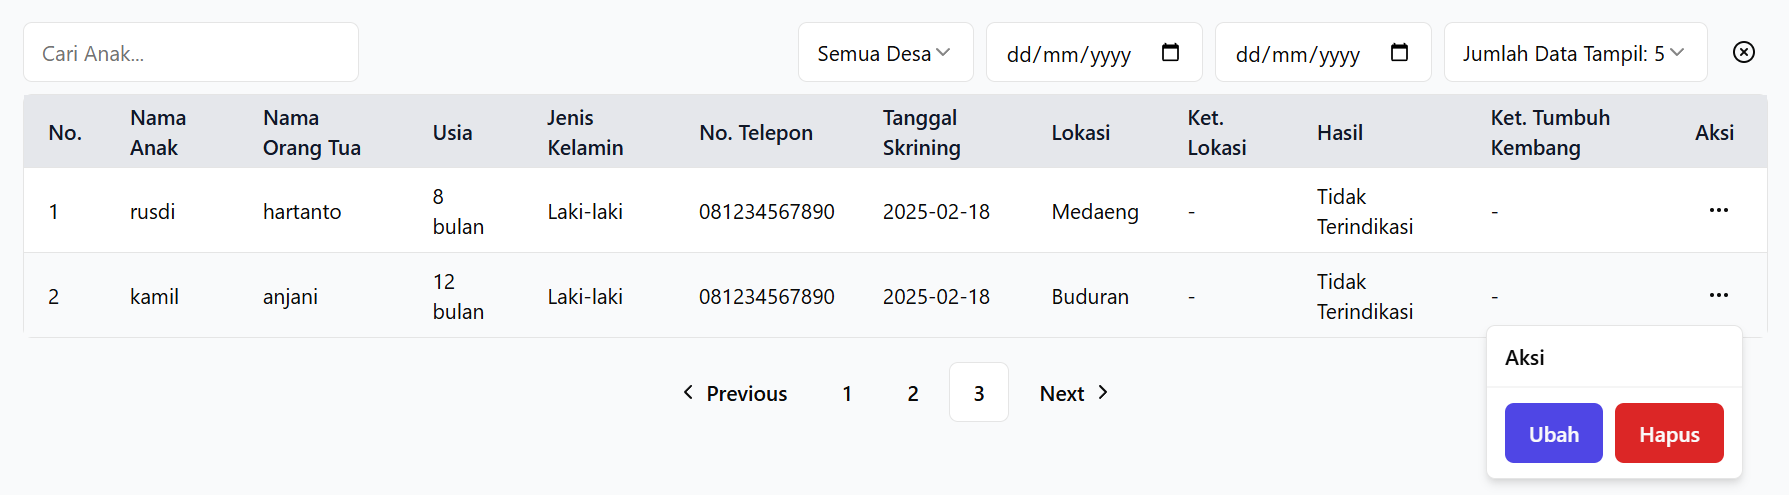 Cari Anak...
Semua Desa
dd/mm/yyyy
dd/mm/yyyy
Jumlah Data Tampil: 5
No.
Nama
Anak
Nama
Orang Tua
Usia
Jenis
Kelamin
No. Telepon
Tanggal
Skrining
Lokasi
Ket.
Lokasi
Hasil
Ket. Tumbuh
Kembang
Aksi
1
rusdi
hartanto
8
bulan
Laki-laki
081234567890
2025-02-18
Medaeng
-
Tidak
Terindikasi
-
...
2
kamil
anjani
12
bulan
Laki-laki
081234567890
2025-02-18
Buduran
-
Tidak
Terindikasi
-
...
Aksi
Ubah
Hapus
Previous
1
2
3
Next